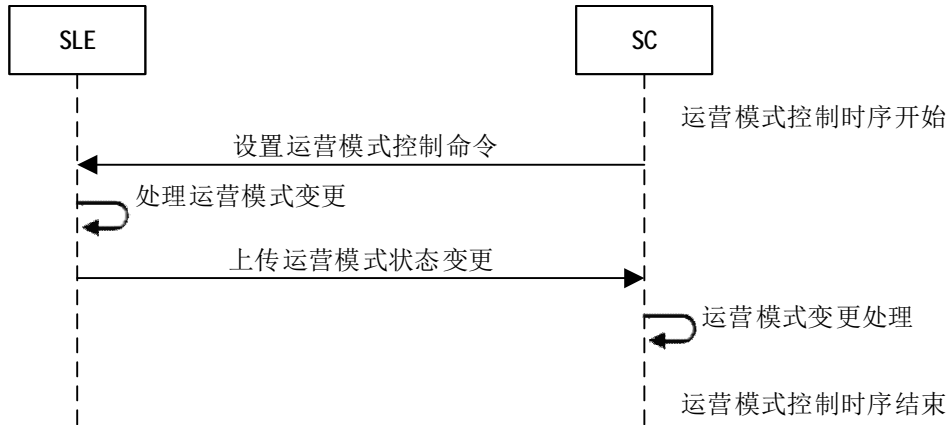 SLE
SC
运营模式控制时序开始
设置运营模式控制命令
处理运营模式变更
上传运营模式状态变更
运营模式变更处理
运营模式控制时序结束